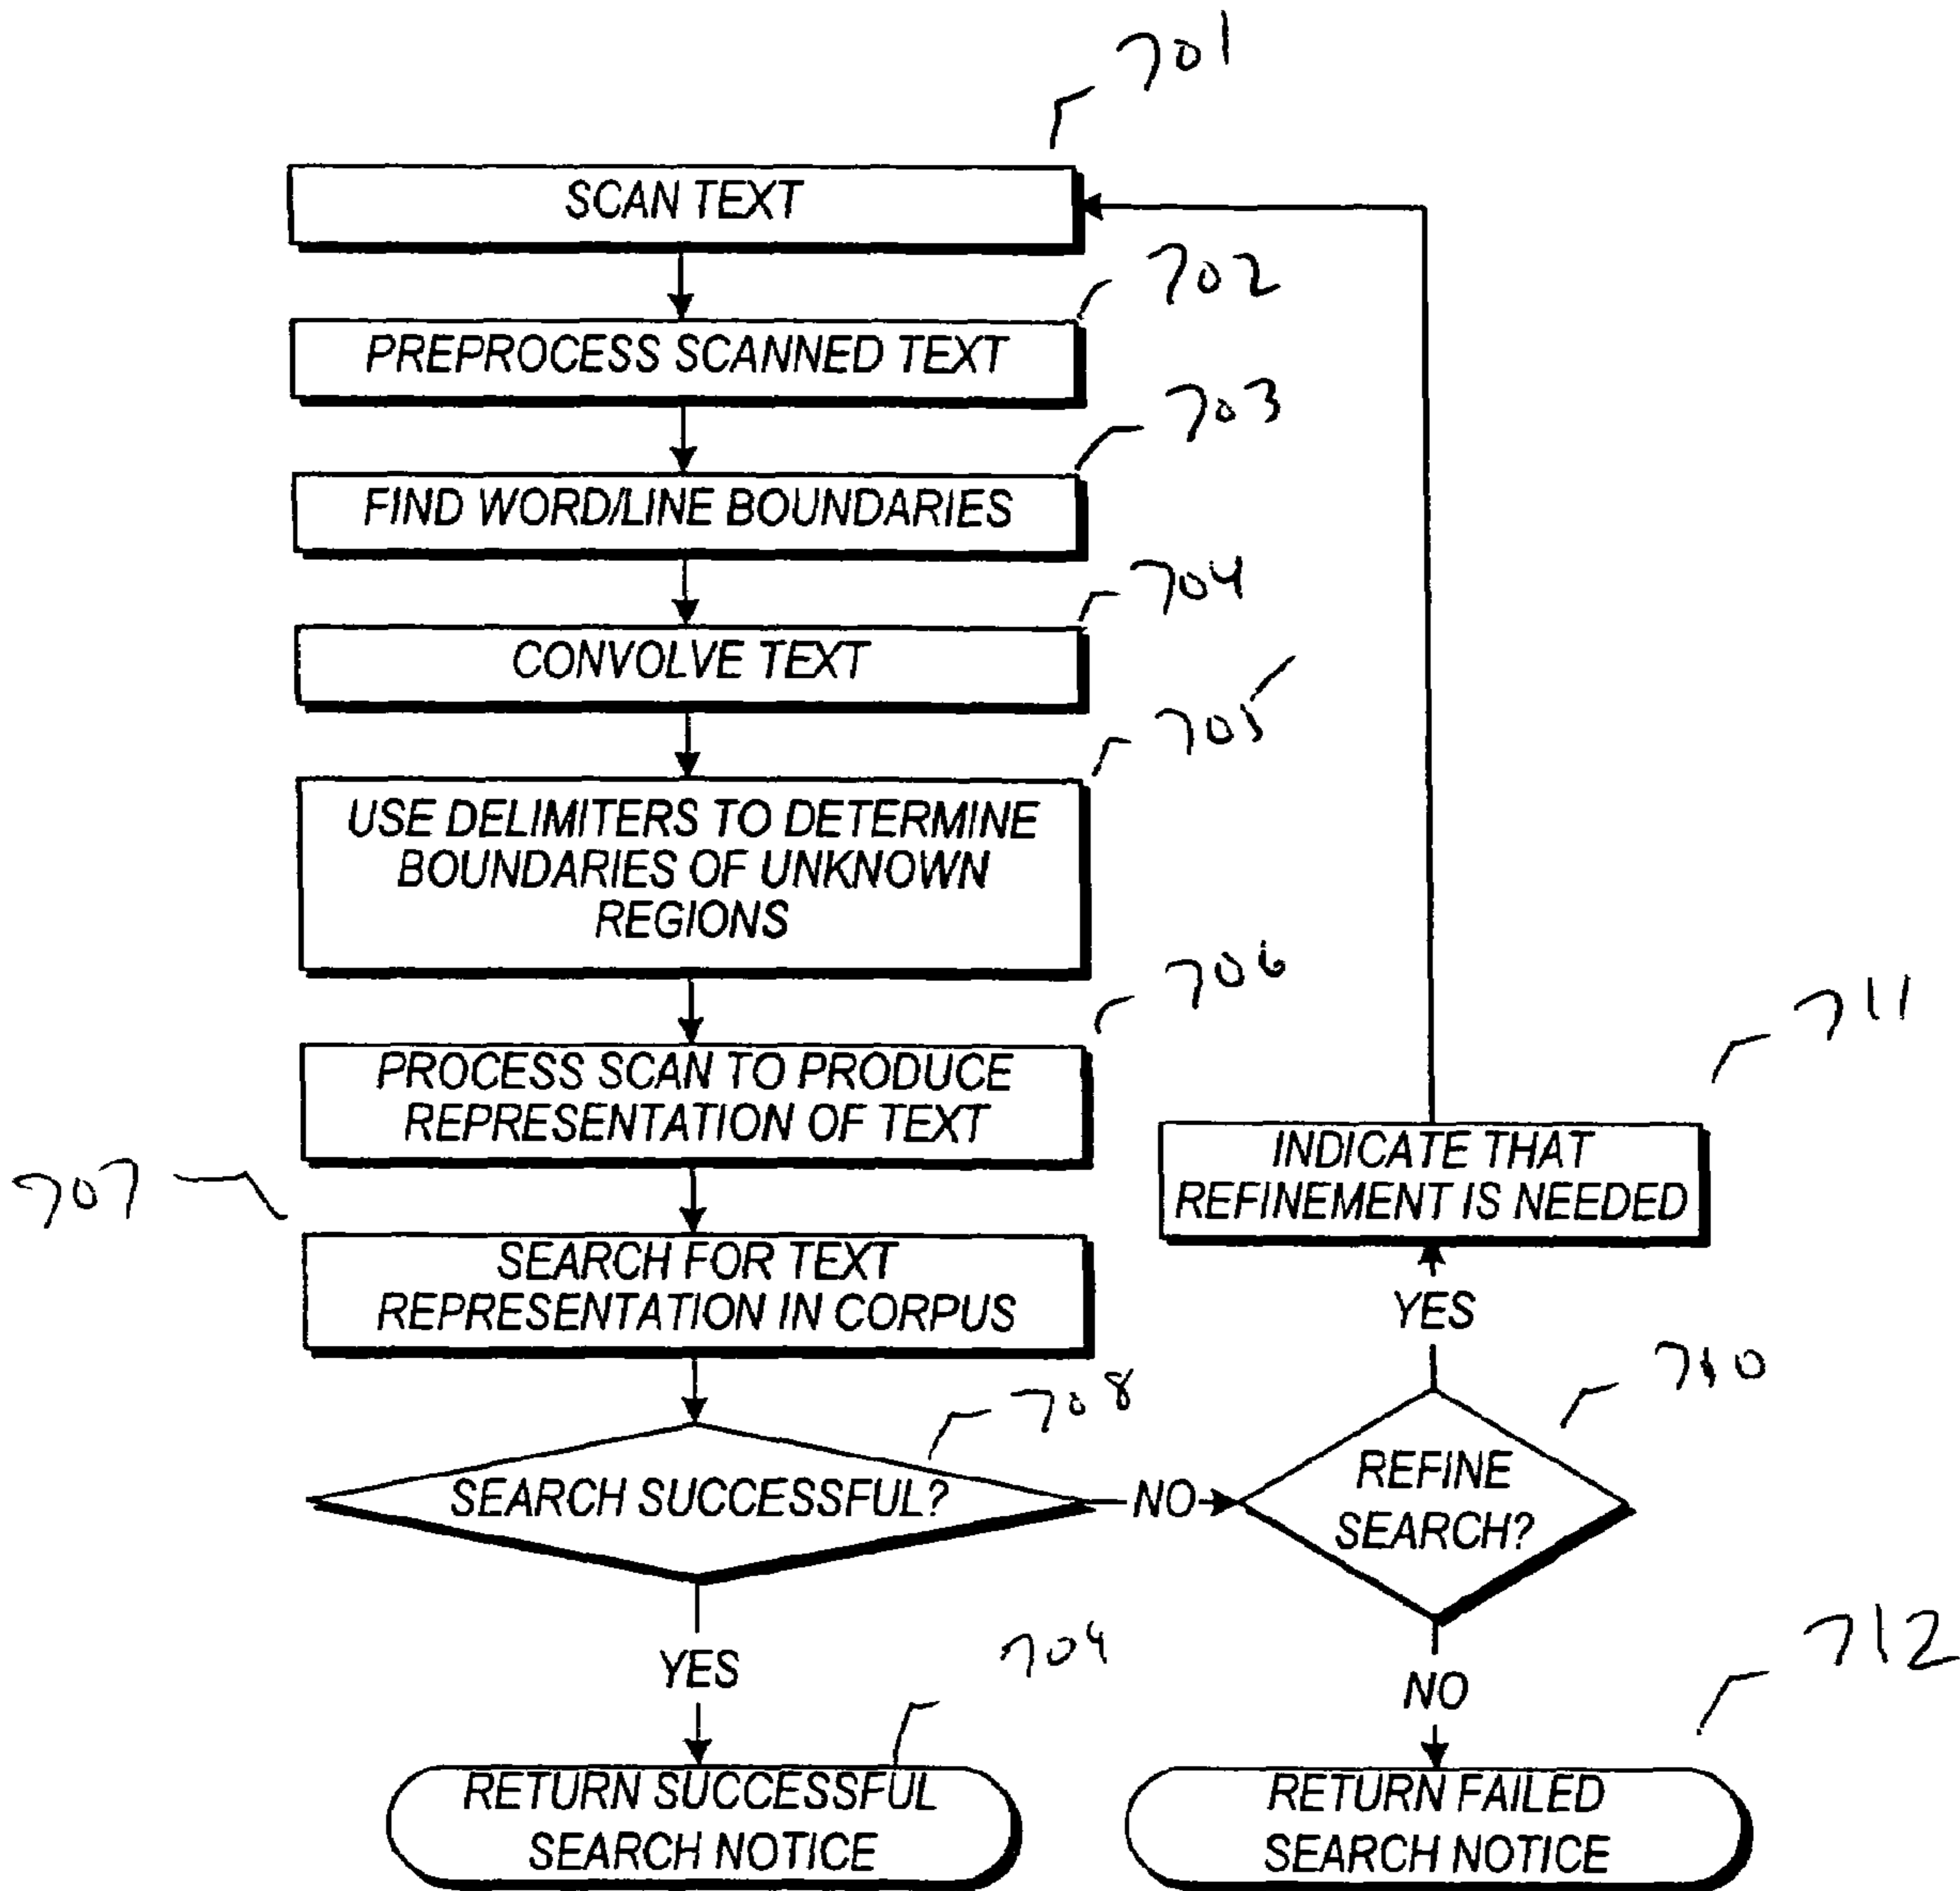 701
SCAN TEXT
702
PREPROCESS SCANNED TEXT
703
FIND WORD/LINE BOUNDARIES
704
CONVOLVE TEXT
705
USE DELIMITERS TO DETERMINE
BOUNDARIES OF UNKNOWN
REGIONS
706
PROCESS SCAN TO PRODUCE
REPRESENTATION OF TEXT
711
INDICATE THAT
REFINEMENT IS NEEDED
707
SEARCH FOR TEXT
REPRESENTATION IN CORPUS
YES
708
710
SEARCH SUCCESSFUL?
NO
REFINE
SEARCH?
YES
709
NO
712
RETURN SUCCESSFUL
SEARCH NOTICE
RETURN FAILED
SEARCH NOTICE